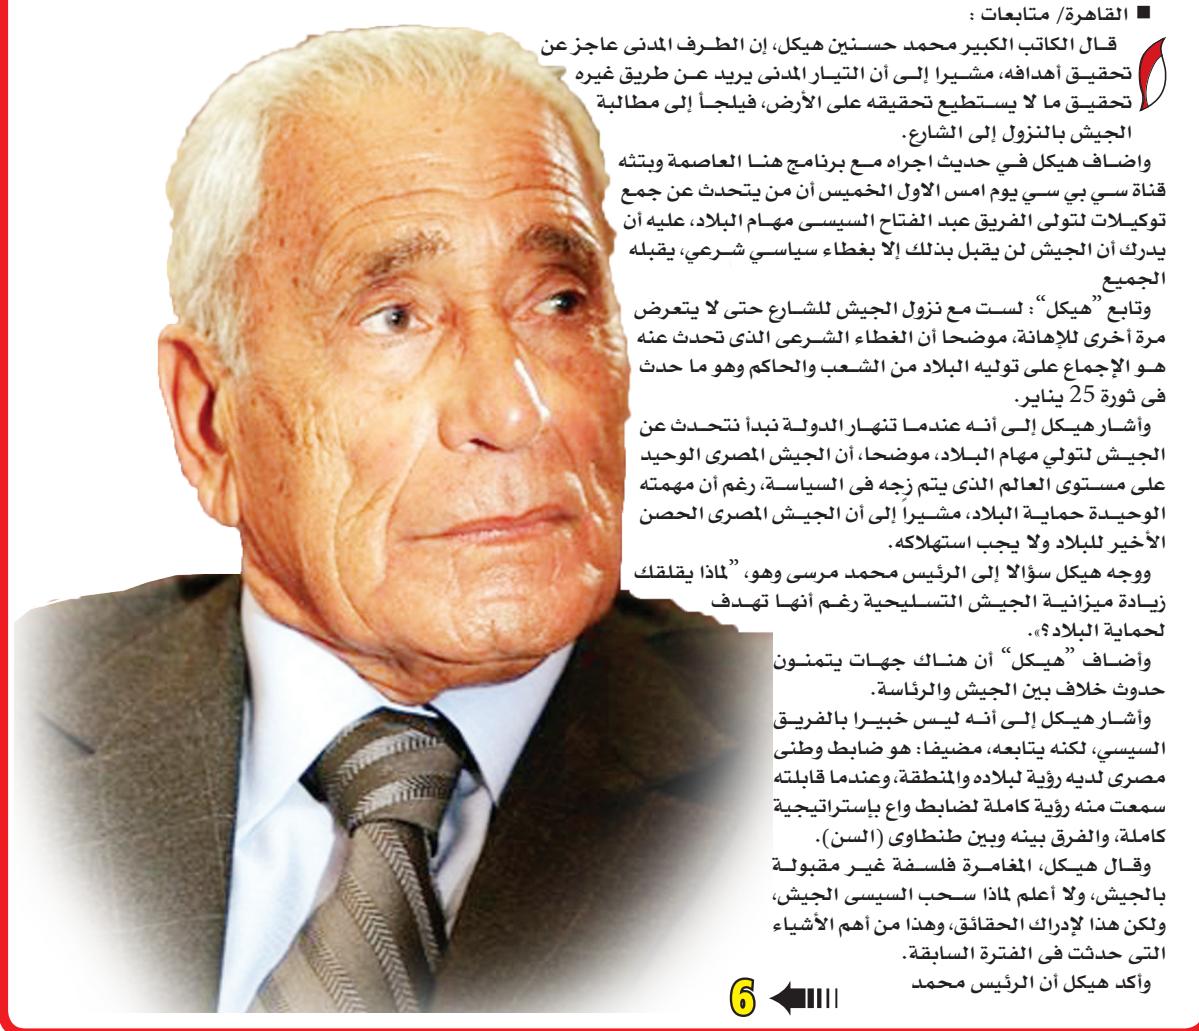 ■ القاهرة/ متابعات :
قال الكاتب الكبير محمد حسنين هيكل، إن الطرف المدنى عاجز عن
تحقيق أهدافه، مشيرا إلى أن التيار المدنى يريد عن طريق غيره
تحقيق ما لا يستطيع تحقيقه على الأرض، فيلجأ إلى مطالبة
الجيش بالنزول إلى الشارع.
واضاف هيكل في حديث اجراه مع برنامج هنا العاصمة وبتثه
قناة سي بي سي يوم امس الاول الخميس أن من يتحدث عن جمع
توكيلات لتولى الفريق عبد الفتاح السيسى مهام البلاد، عليه أن
يدرك أن الجيش لن يقبل بذلك إلا بغطاء سياسي شرعي، يقبله
الجميع
وتابع ”هيكل“: لست مع نزول الجيش للشارع حتى لا يتعرض
مرة أخرى للإهانة، موضحا أن الغطاء الشرعى الذى تحدث عنه
هو الإجماع على توليه البلاد من الشعب والحاكم وهو ما حدث
فى ثورة 25 يناير.
وأشار هيكل إلى أنه عندما تنهار الدولة نبدأ نتحدث عن
الجيش لتولي مهام البلاد، موضحا، أن الجيش المصرى الوحيد
على مستوى العالم الذى يتم زجه فى السياسة، رغم أن مهمته
الوحيدة حماية البلاد، مشيراً إلى أن الجيش المصرى الحصن
الأخير للبلاد ولا يجب استهلاكه.
ووجه هيكل سؤالا إلى الرئيس محمد مرسى وهو، ”لماذا يقلقك
زيادة ميزانية الجيش التسليحية رغم أنها تهدف
لحماية البلاد؟».
وأضاف ”هيكل“ أن هناك جهات يتمنون
حدوث خلاف بين الجيش والرئاسة.
وأشار هيكل إلى أنه ليس خبيرا بالفريق
السيسي، لكنه يتابعه، مضيفا: هو ضابط وطنى
مصرى لديه رؤية لبلاده والمنطقة، وعندما قابلته
سمعت منه رؤية كاملة لضابط واع بإستراتيجية
كاملة، والفرق بينه وبين طنطاوى (السن).
وقال هيكل، المغامرة فلسفة غير مقبولة
بالجيش، ولا أعلم لماذا سحب السيسى الجيش،
ولكن هذا لإدراك الحقائق، وهذا من أهم الأشياء
التى حدثت فى الفترة السابقة.
وأكد هيكل أن الرئيس محمد
6